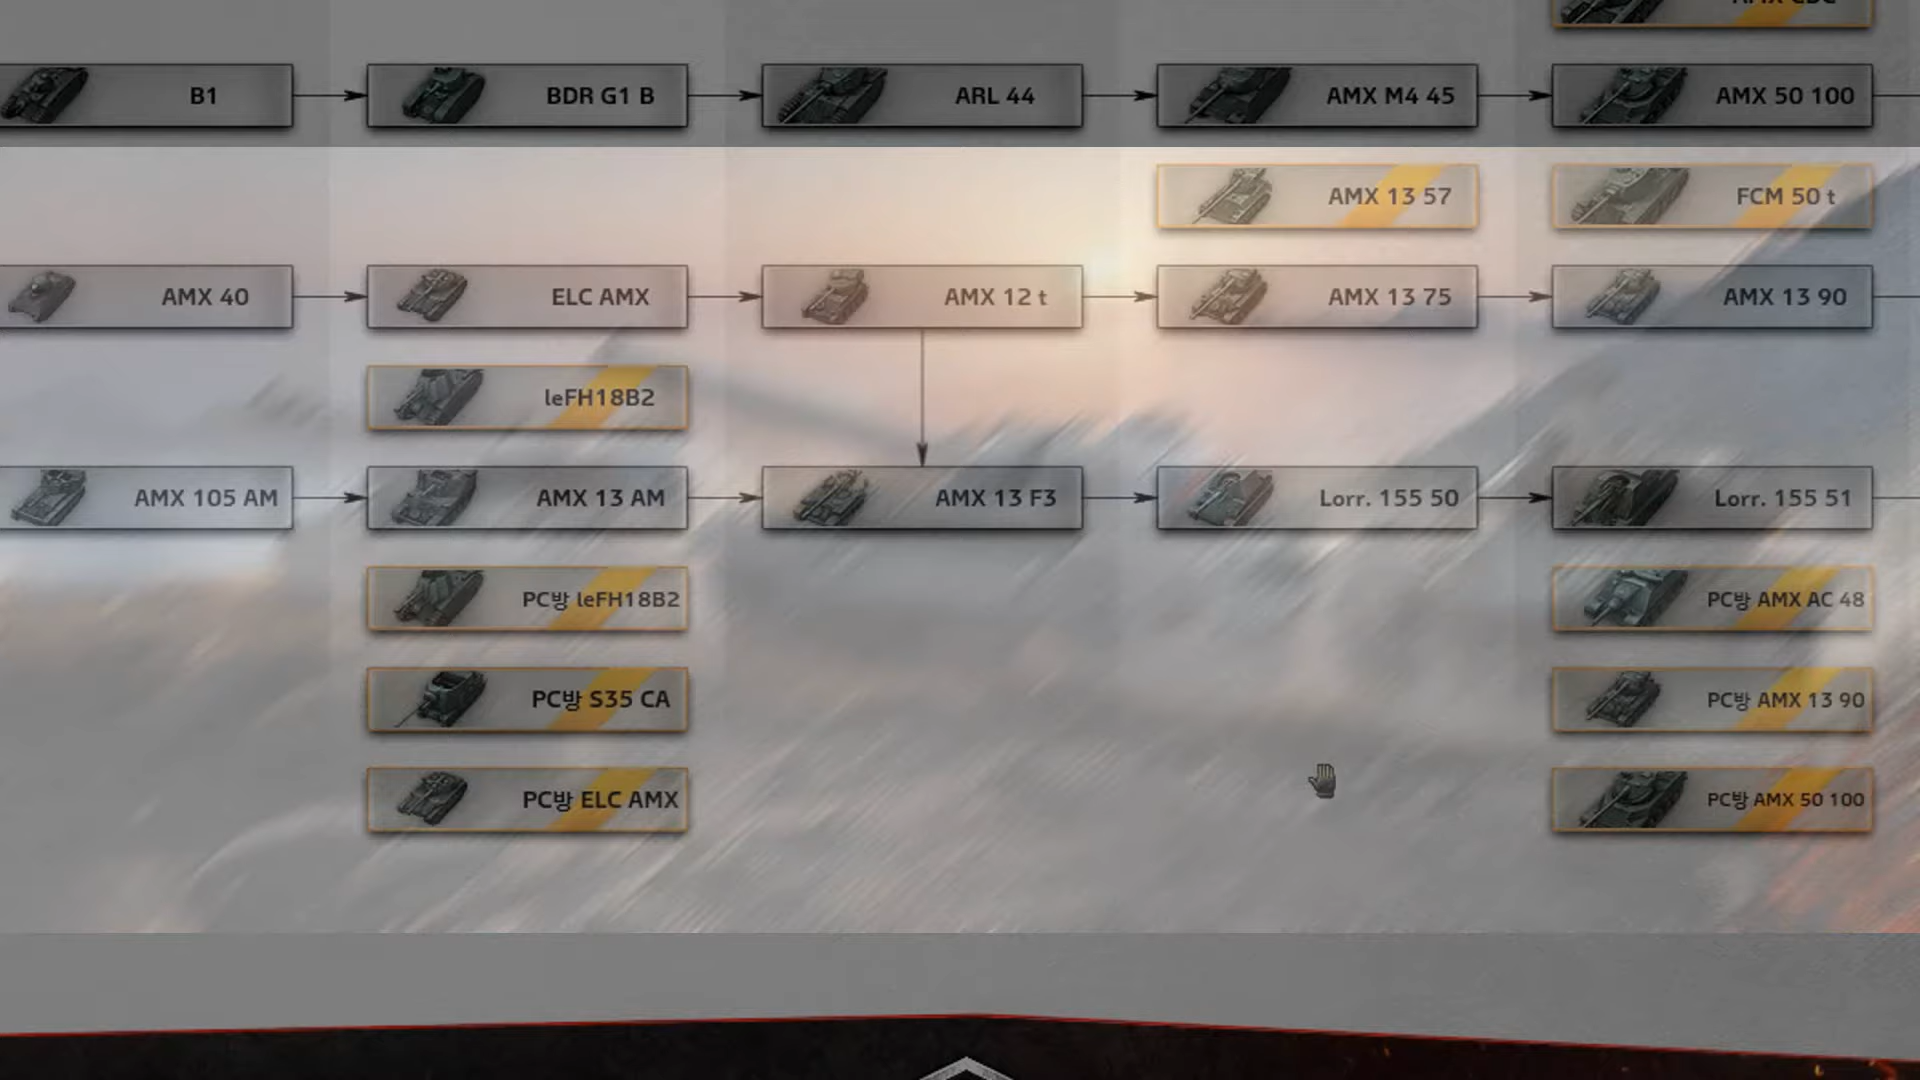 AMX CDC
B1
BDR G1 B
ARL 44
AMX M4 45
AMX 50 100
AMX 13 57
FCM 50 t
AMX 40
ELC AMX
AMX 12 t
AMX 13 75
AMX 13 90
leFH18B2
AMX 105 AM
AMX 13 AM
AMX 13 F3
Lorr. 155 50
Lorr. 155 51
PC방 leFH18B2
PC방 AMX AC 48
PC방 S35 CA
PC방 AMX 13 90
PC방 ELC AMX
PC방 AMX 50 100